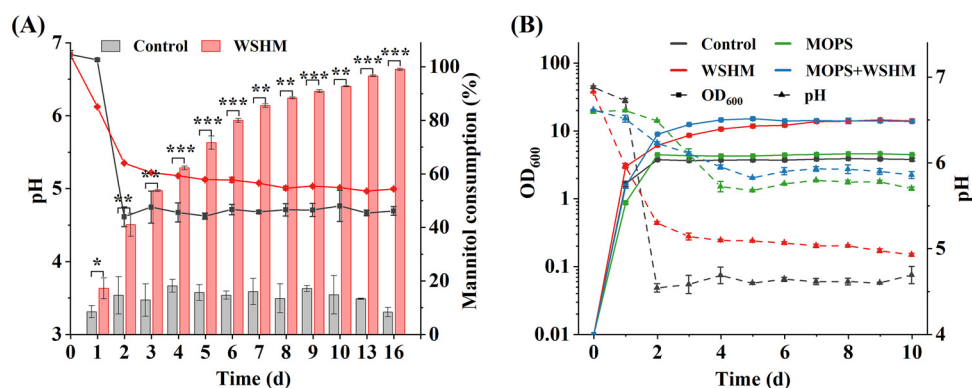 (A)
Control WSHM
pH
7
6
5
4
3
Mannitol consumption (%)
100
80
60
40
20
0
* ** ** *** *** *** ** ** *** ** *** ***
0 1 2 3 4 5 6 7 8 9 10 13 16
Time (d)
(B)
Control MOPS
WSHM MOPS+WSHM
OD600 pH
OD600
100
10
1
0.1
0.01
pH
7
6
5
4
0 2 4 6 8 10
Time (d)